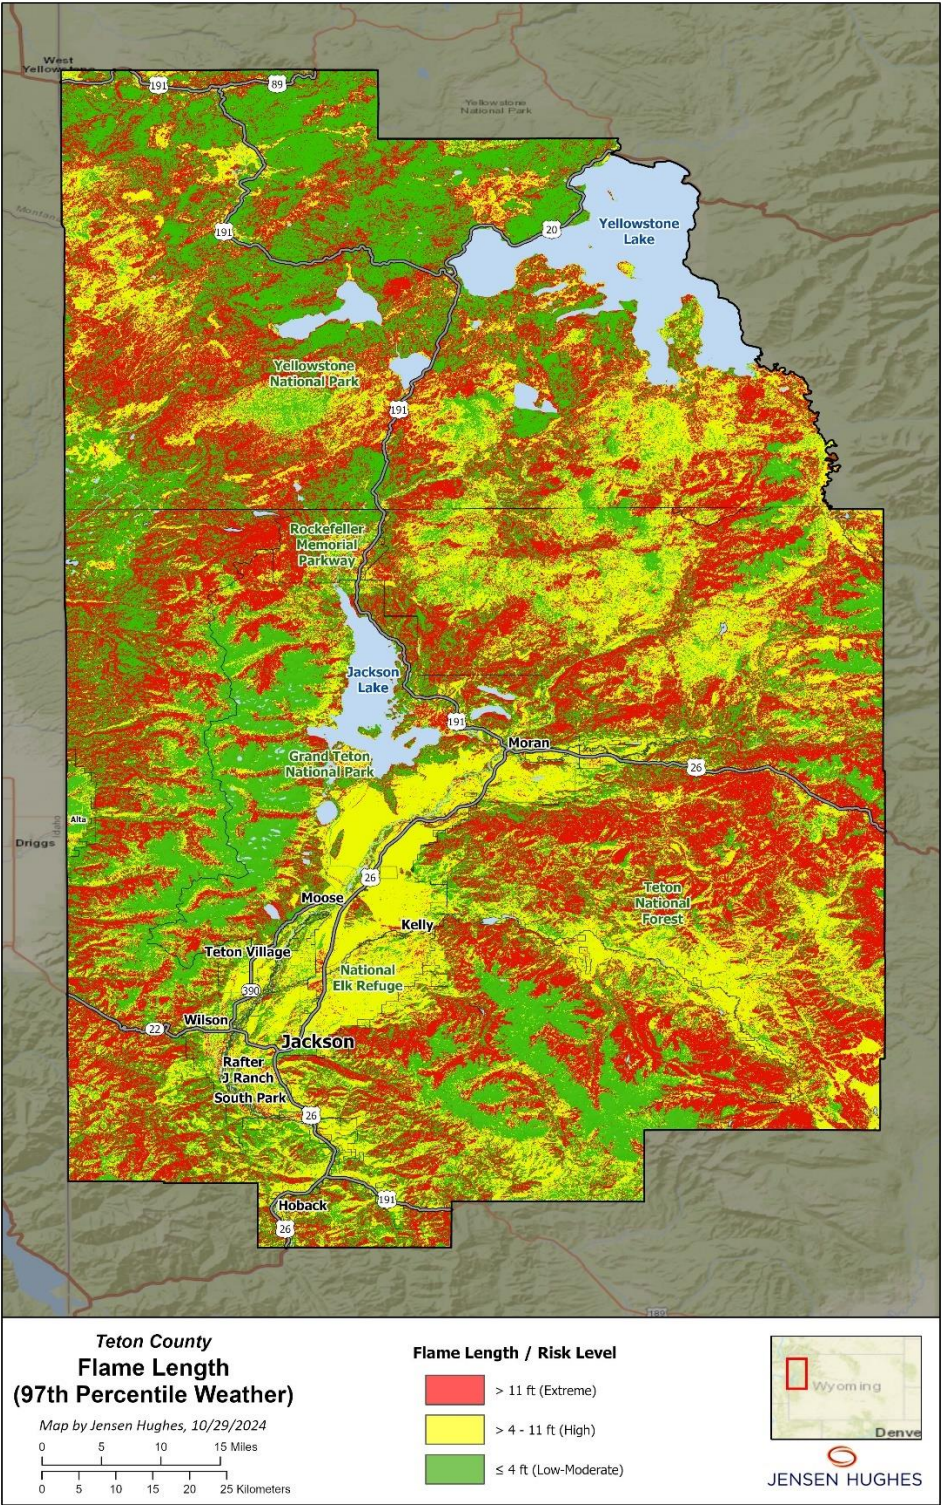 West
Yellowstone
191
89
Yellowstone
National Park
Montana
191
20
Yellowstone
Lake
Yellowstone
National Park
191
Rockefeller
Memorial
Parkway
Jackson
Lake
191
Moran
Grand Teton
National Park
26
Alta
Idaho
Driggs
26
Teton
National
Forest
Moose
Kelly
Teton Village
National
Elk Refuge
390
Wilson
22
Jackson
Rafter
J Ranch
South Park
26
191
Hoback
26
189
Teton County
Flame Length
(97th Percentile Weather)
Map by Jensen Hughes, 10/29/2024
0 5 10 15 Miles
0 5 10 15 20 25 Kilometers
Flame Length / Risk Level
> 11 ft (Extreme)
> 4 - 11 ft (High)
≤ 4 ft (Low-Moderate)
Wyoming
Denve
JENSEN HUGHES